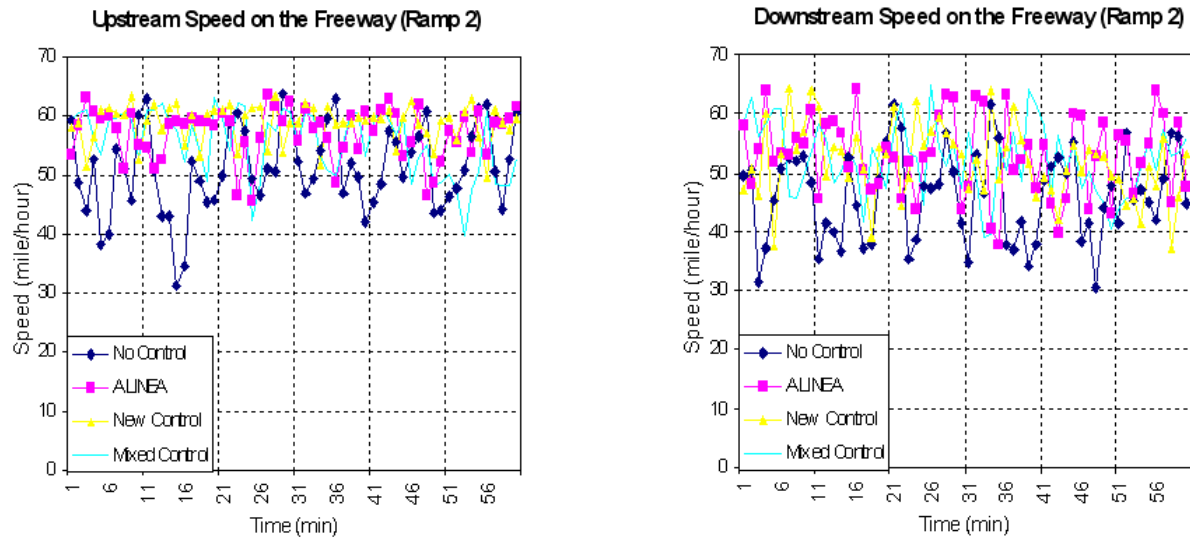 Upstream Speed on the Freeway (Ramp 2)
70
60
50
40
30
20
10
0
Speed (mile/hour)
No Control
ALINEA
New Control
Mixed Control
1 6 11 16 21 26 31 36 41 46 51 56
Time (min)
Downstream Speed on the Freeway (Ramp 2)
70
60
50
40
30
20
10
0
Speed (mile/hour)
No Control
ALINEA
New Control
Mixed Control
1 6 11 16 21 26 31 36 41 46 51 56
Time (min)